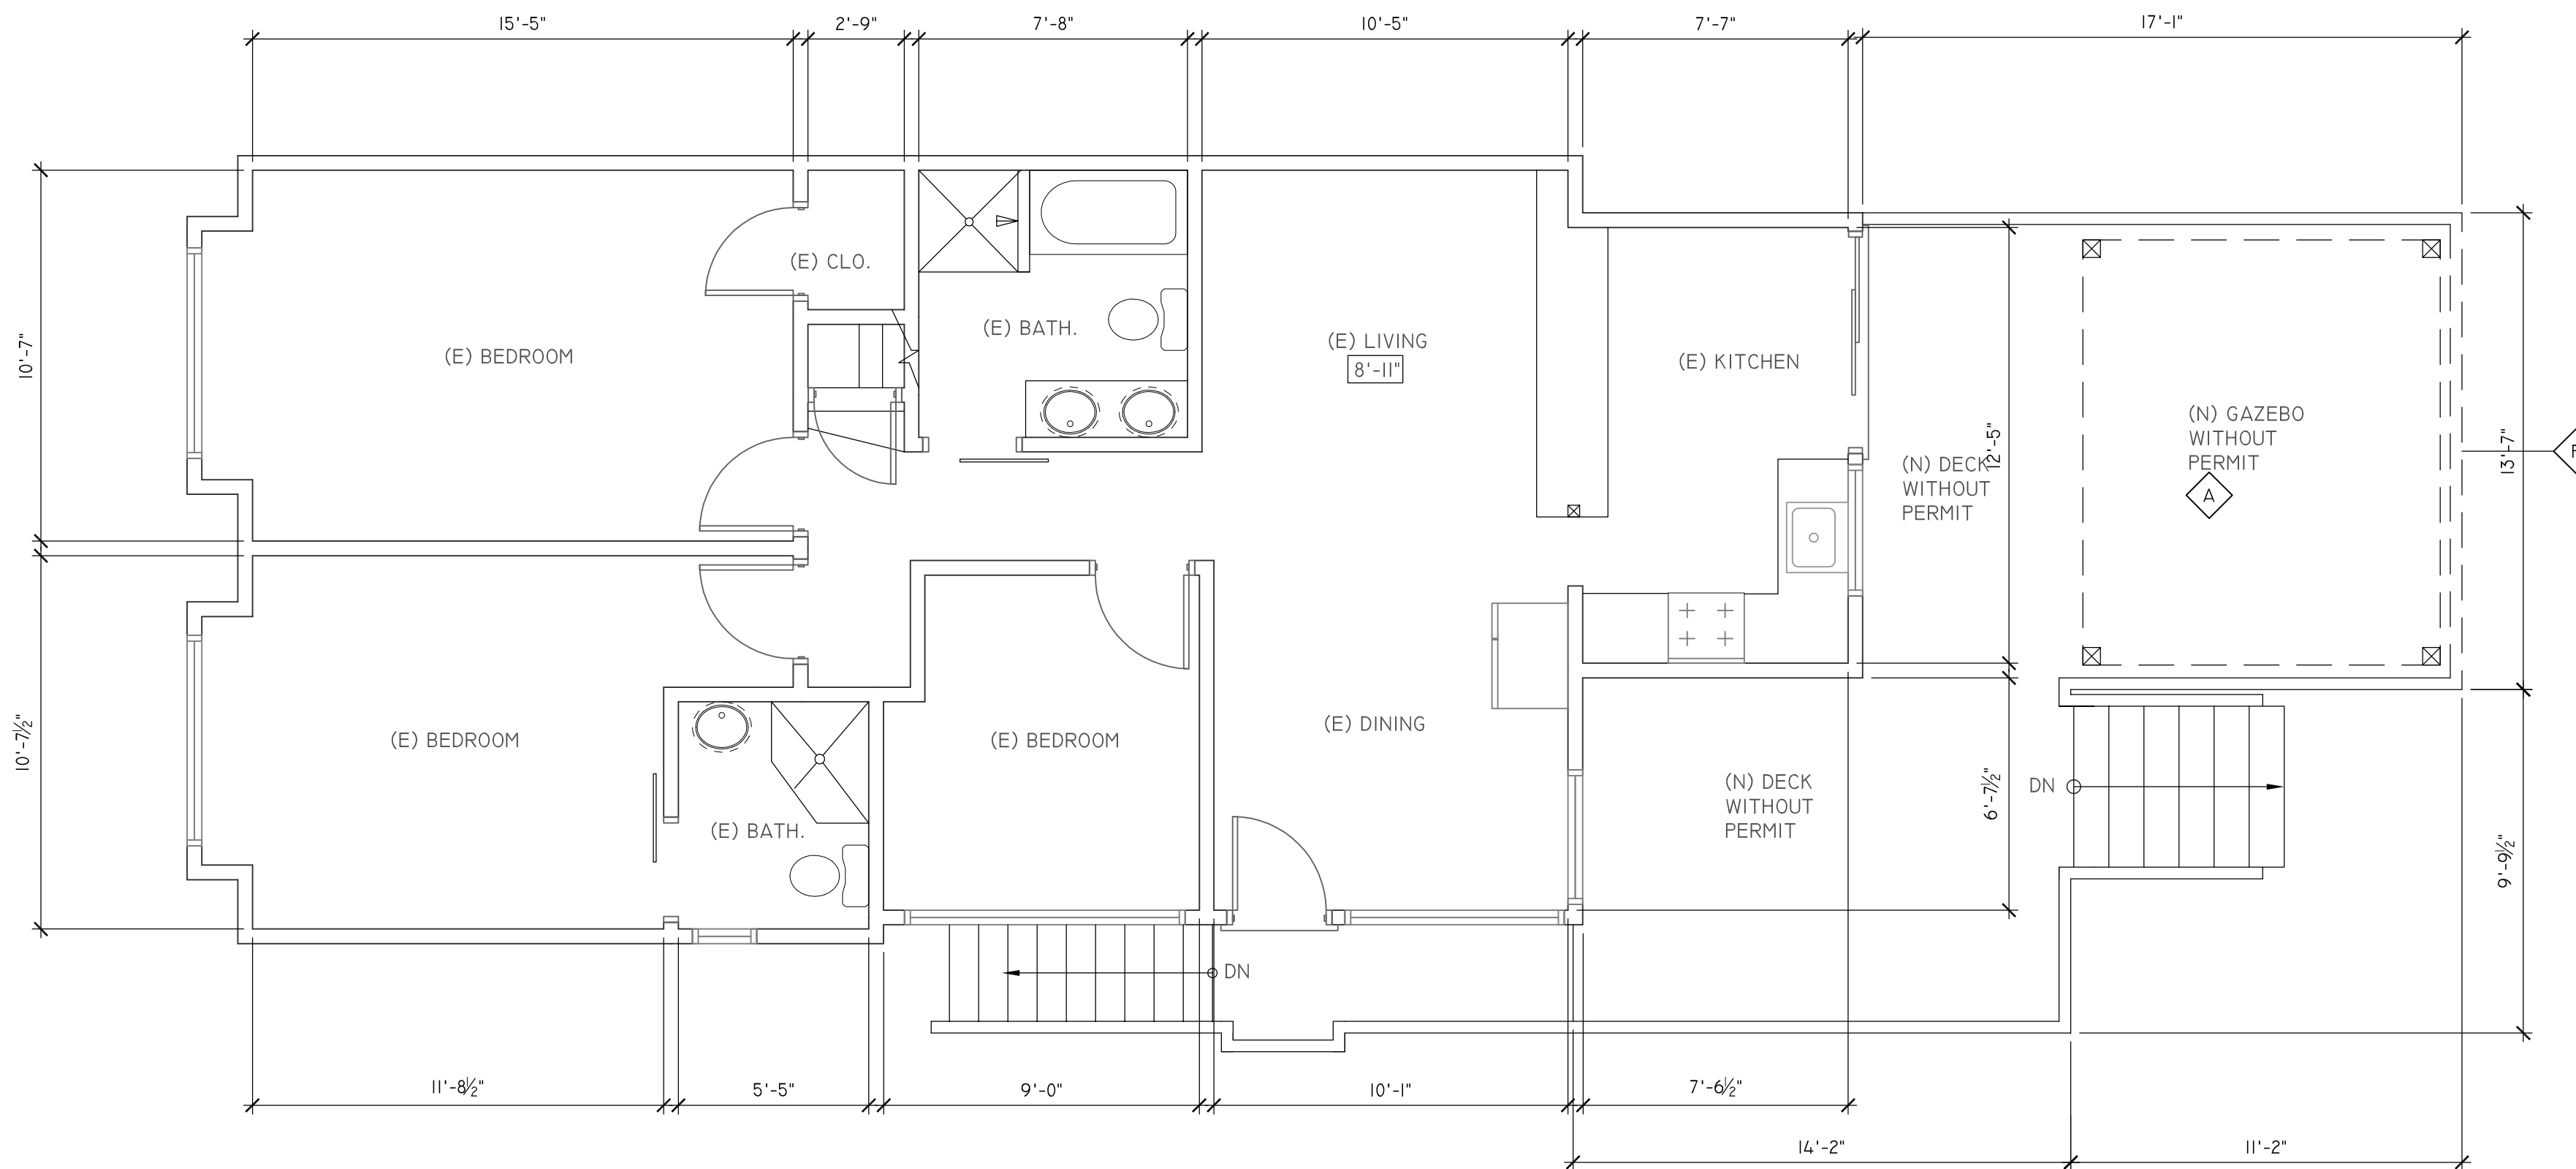 15'-5"
2'-9"
7'-8"
10'-5"
7'-7"
17'-1"
(E) CLO.
(E) BATH.
(E) LIVING
8'-11"
(E) BEDROOM
10'-7"
(E) KITCHEN
(N) GAZEBO
WITHOUT
PERMIT
A
12'-5"
13'-7"
(N) DECK
WITHOUT
PERMIT
(E) BEDROOM
10'-7½"
(E) BEDROOM
(E) DINING
(E) BATH.
(N) DECK
WITHOUT
PERMIT
6'-7½"
DN
9'-9½"
DN
11'-8½"
5'-5"
9'-0"
10'-1"
7'-6½"
14'-2"
11'-2"